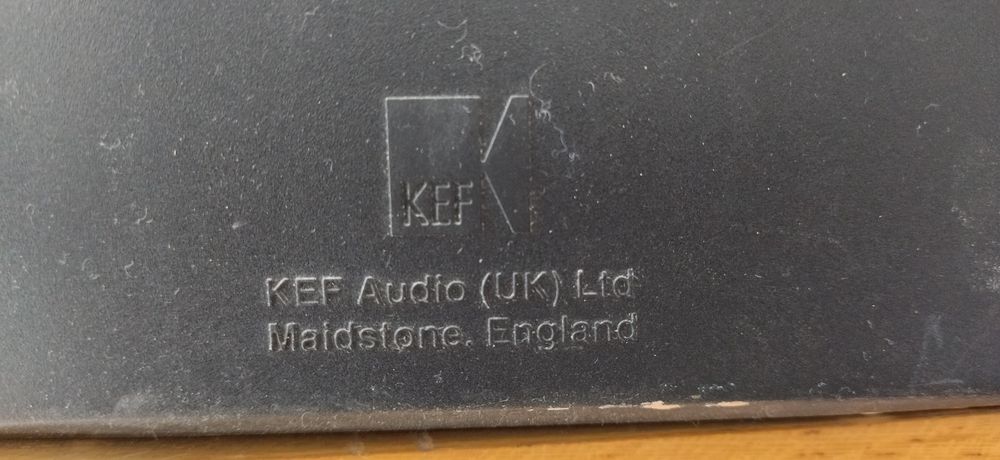 KEF
KEF Audio (UK) Ltd
Maidstone. England